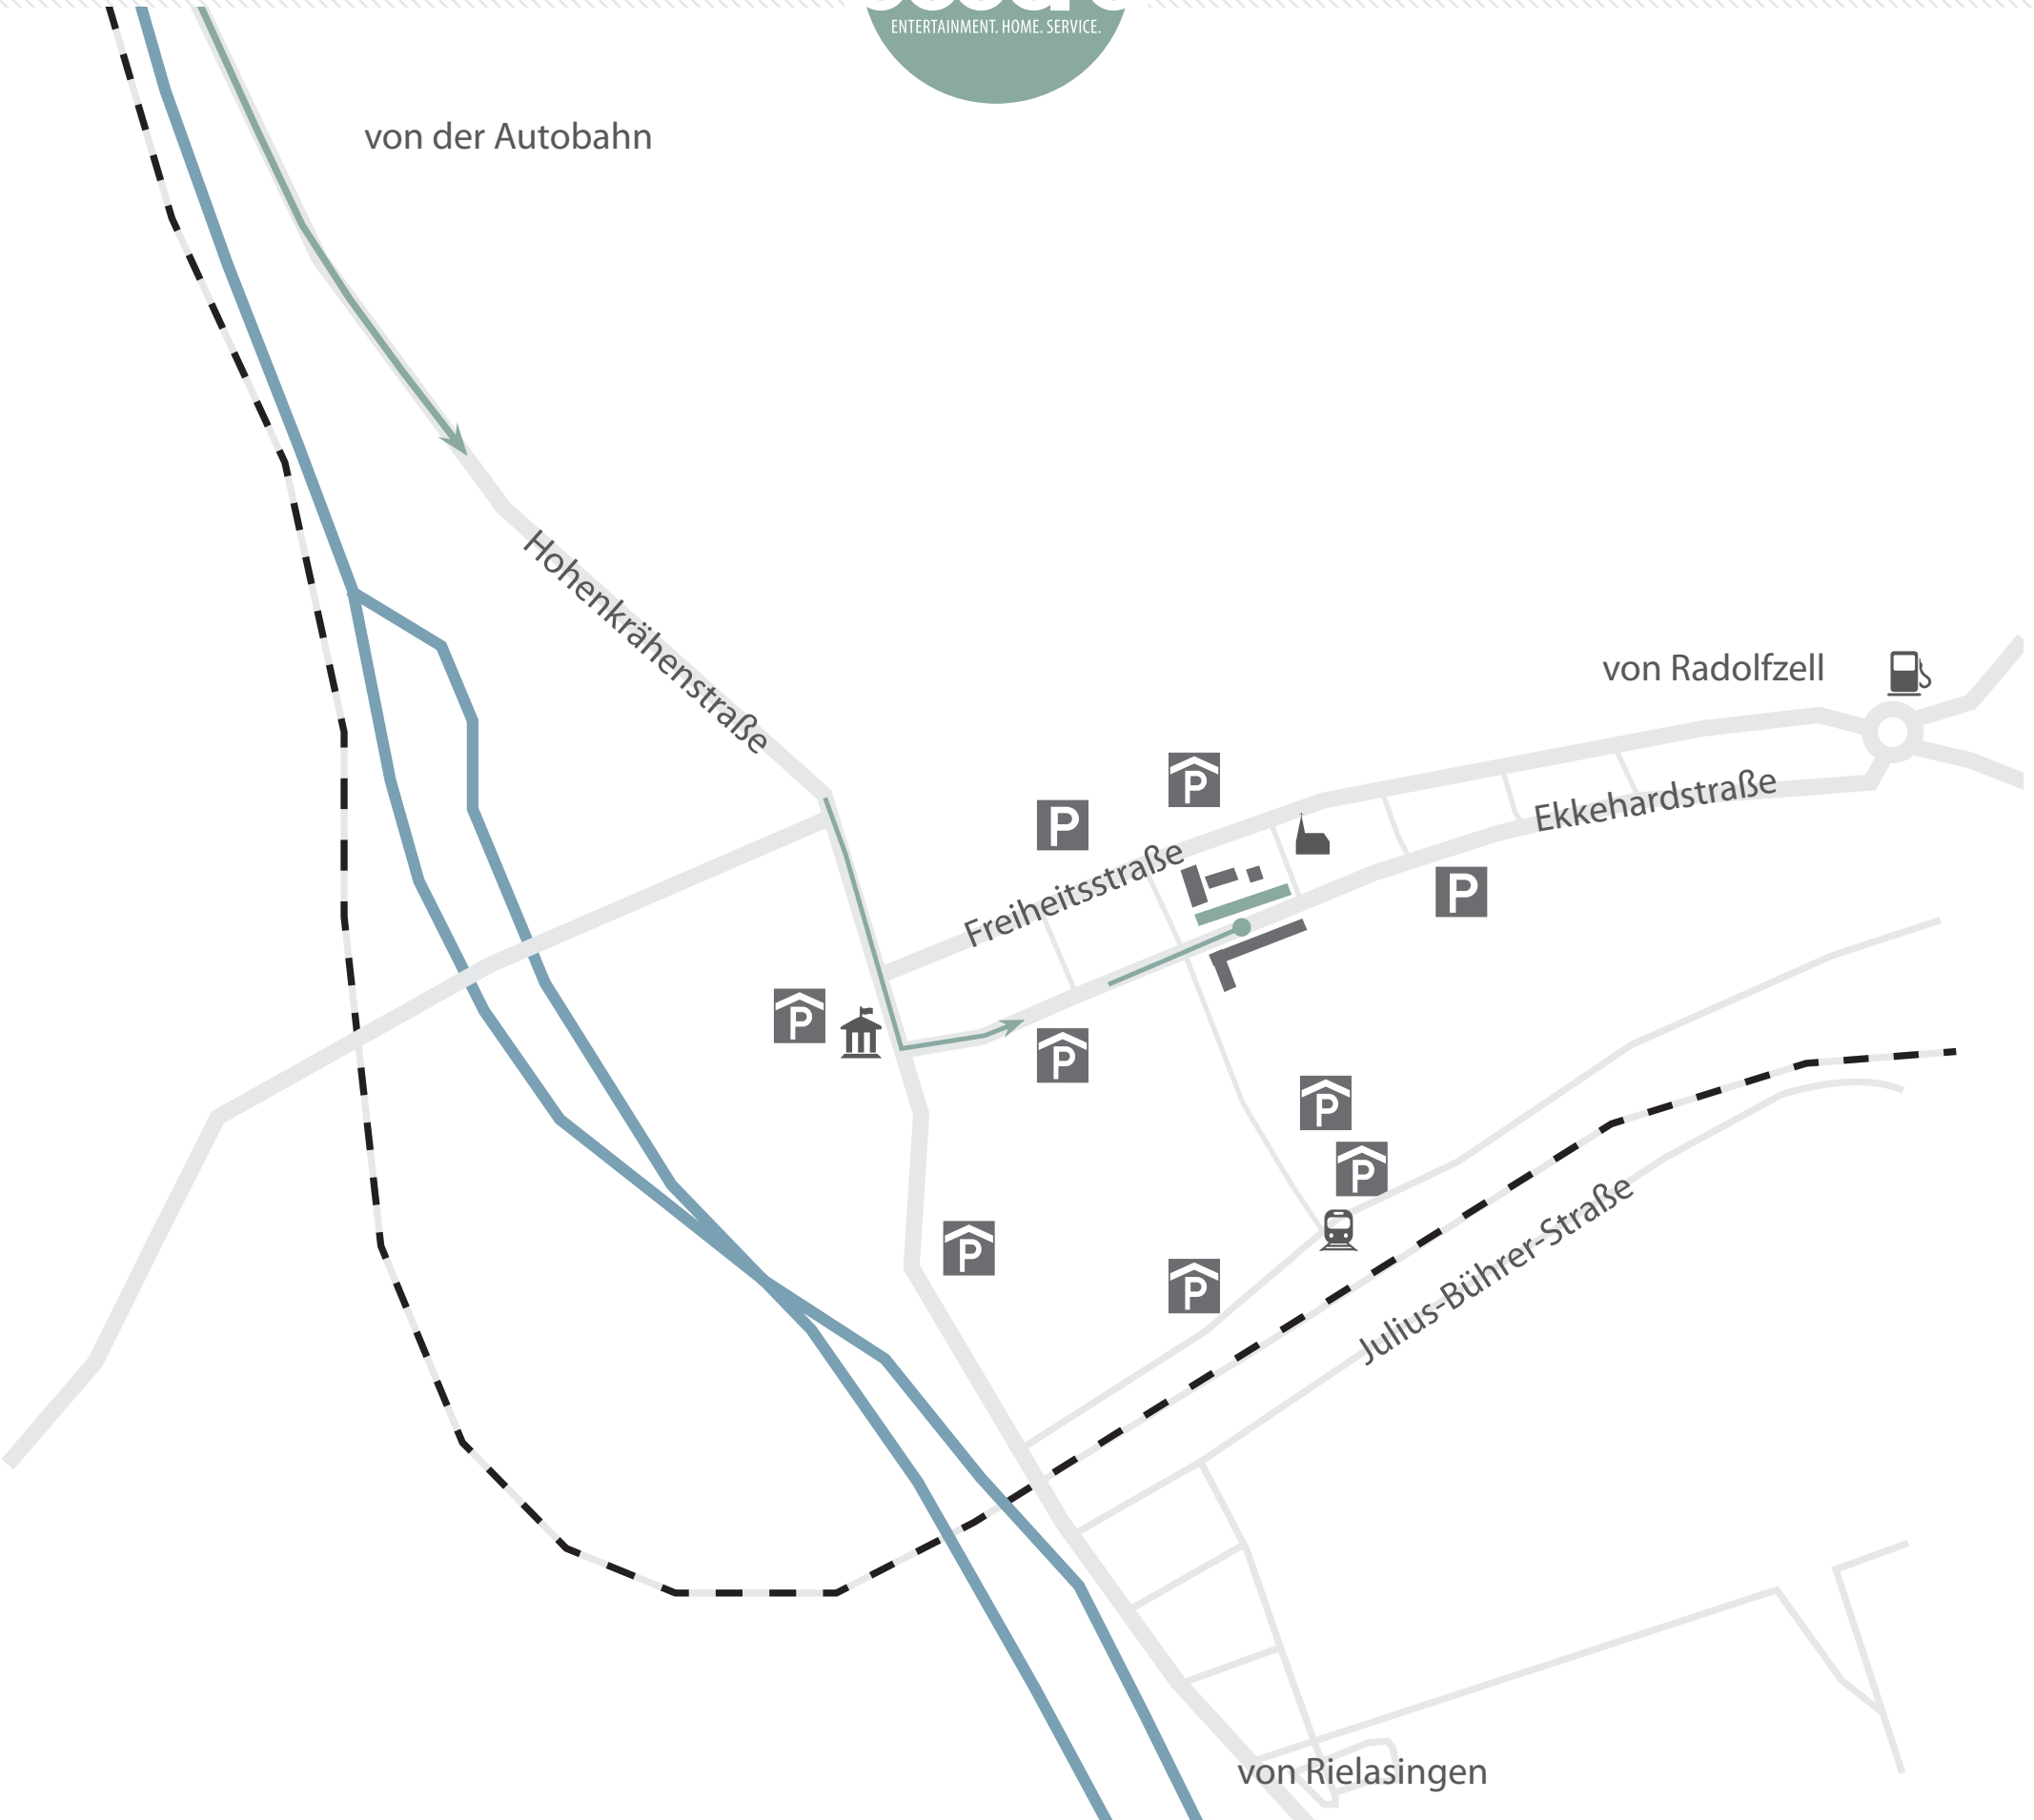 ENTERTAINMENT. HOME. SERVICE.
von der Autobahn
Hohenkrähenstraße
von Radolfzell
P
P
Ekkehardstraße
Freiheitsstraße
P
P
P
P
P
Julius-Bührer-Straße
P
P
von Rielasingen